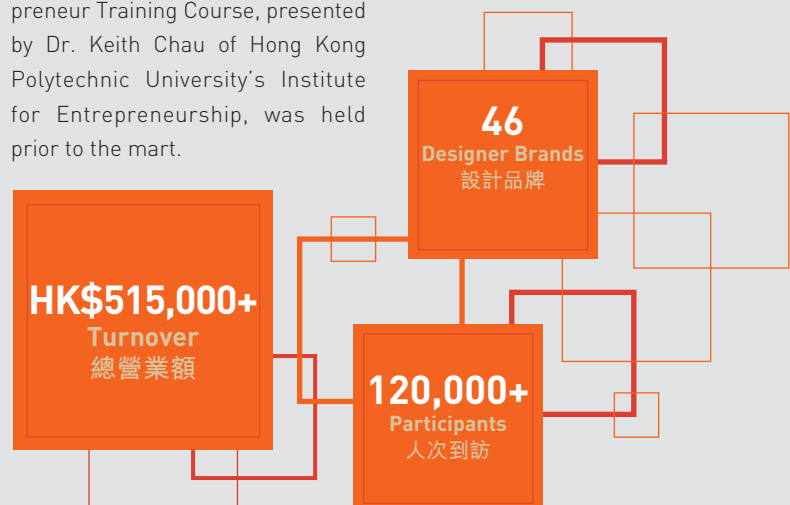 preneur Training Course, presented
by Dr. Keith Chau of Hong Kong
Polytechnic University’s Institute
for Entrepreneurship, was held
prior to the mart.
46
Designer Brands
設計品牌
HK$515,000+
Turnover
總營業額
120,000+
Participants
人次到訪